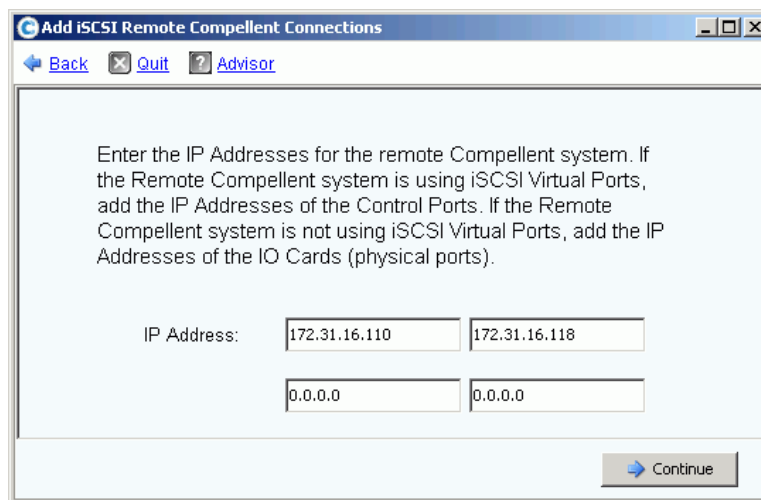 Add iSCSI Remote Compellent Connections
Back Quit ? Advisor
Enter the IP Addresses for the remote Compellent system. If
the Remote Compellent system is using iSCSI Virtual Ports,
add the IP Addresses of the Control Ports. If the Remote
Compellent system is not using iSCSI Virtual Ports, add the IP
Addresses of the IO Cards (physical ports).
IP Address: 172.31.16.110 172.31.16.118
0.0.0.0 0.0.0.0
Continue